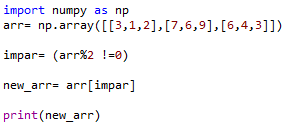 import numpy as np
arr= np.array([[3,1,2],[7,6,9],[6,4,3]])
impar= (arr%2 !=0)
new_arr= arr[impar]
print(new_arr)